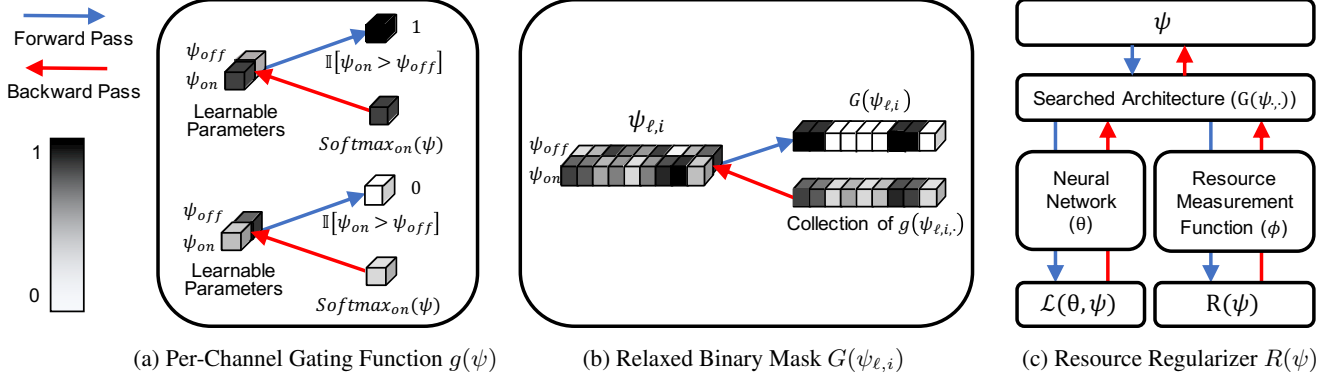 Forward Pass
Backward Pass
1
0
ψ_off
ψ_on
Learnable
Parameters
1
𝕀[ψ_on > ψ_off]
Softmax_on(ψ)
ψ_off
ψ_on
Learnable
Parameters
0
𝕀[ψ_on > ψ_off]
Softmax_on(ψ)
(a) Per-Channel Gating Function g(ψ)
ψ_ℓ,i
ψ_off
ψ_on
G(ψ_ℓ,i)
Collection of g(ψ_ℓ,i,.)
(b) Relaxed Binary Mask G(ψ_ℓ,i)
ψ
Searched Architecture (G(ψ_.,.))
Neural
Network
(θ)
Resource
Measurement
Function (ϕ)
ℒ(θ, ψ)
R(ψ)
(c) Resource Regularizer R(ψ)